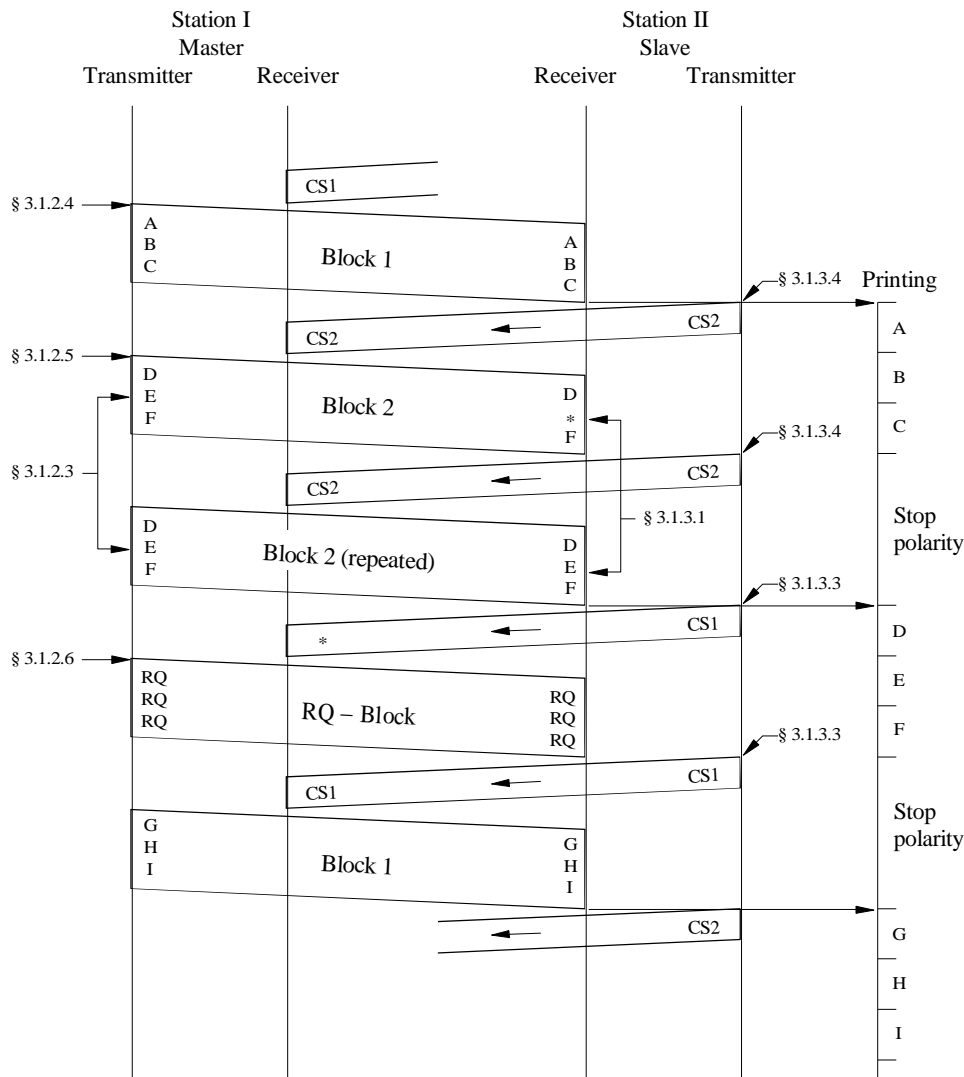 Station I
Master
Station II
Slave
Transmitter
Receiver
Receiver
Transmitter
CS1
§ 3.1.2.4
A
B
C
Block 1
A
B
C
§ 3.1.3.4
Printing
CS2
CS2
A
§ 3.1.2.5
D
E
F
Block 2
D
*
F
B
C
§ 3.1.3.4
§ 3.1.2.3
CS2
CS2
§ 3.1.3.1
Stop
polarity
D
E
F
Block 2 (repeated)
D
E
F
§ 3.1.3.3
*
CS1
D
§ 3.1.2.6
RQ
RQ
RQ
RQ – Block
RQ
RQ
RQ
E
F
§ 3.1.3.3
CS1
CS1
Stop
polarity
G
H
I
Block 1
G
H
I
CS2
G
H
I